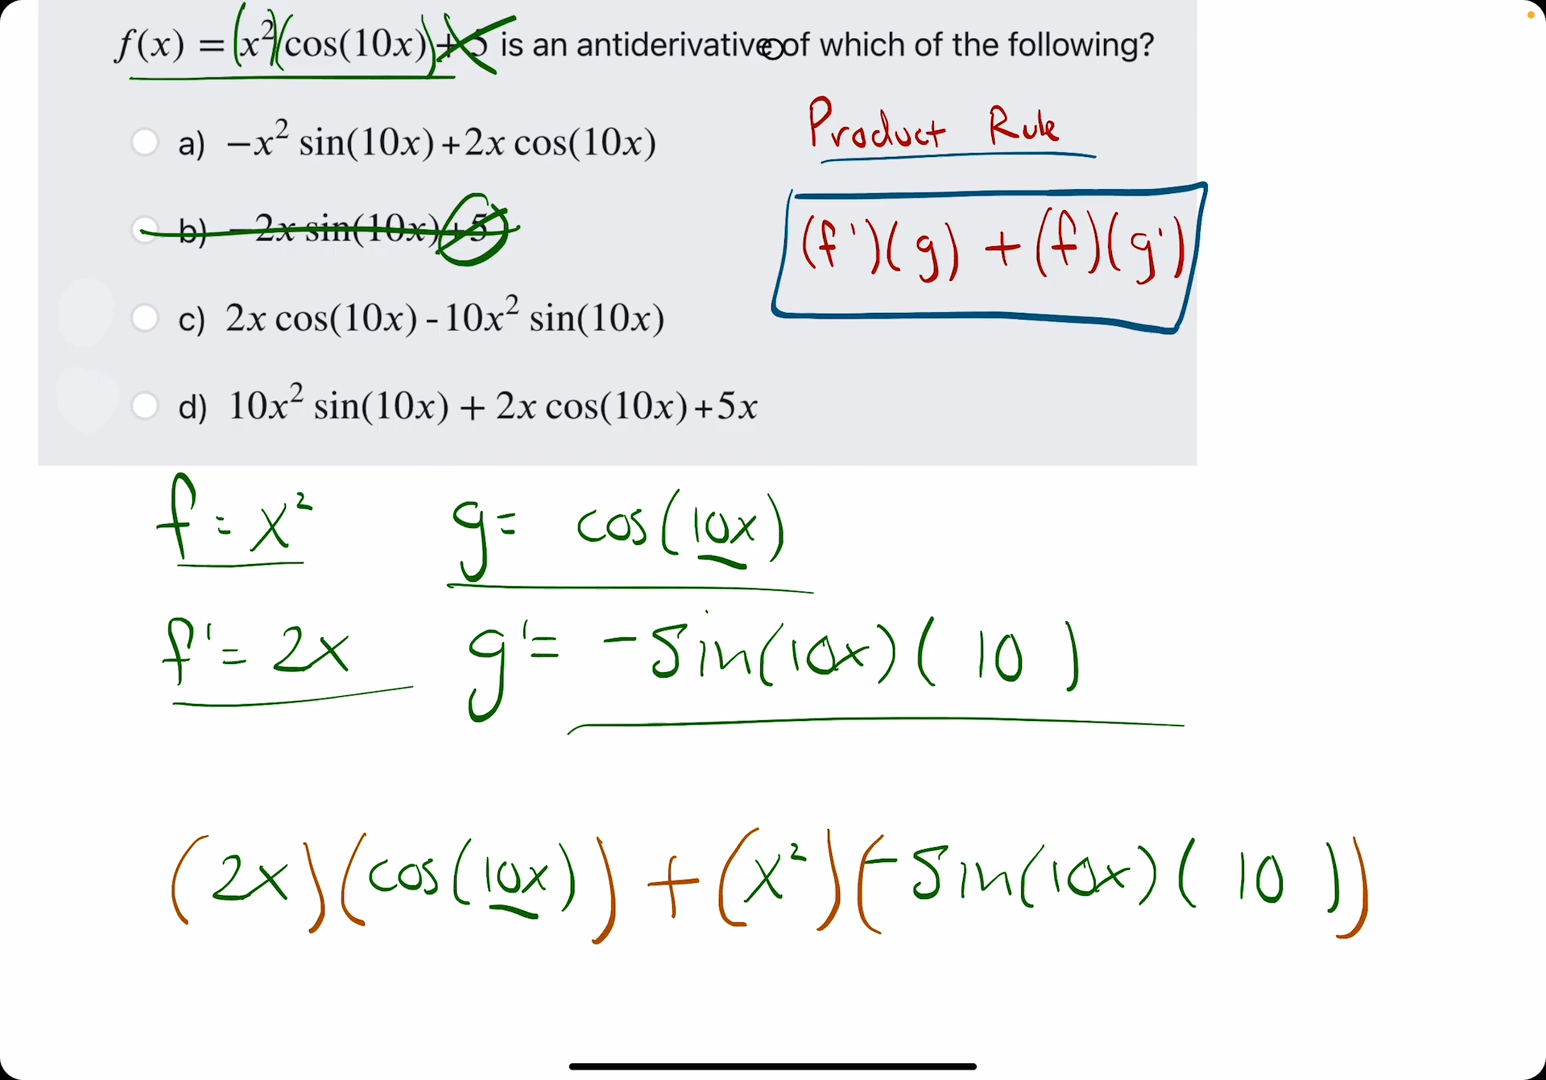 f(x) = (x²)(cos(10x))+5 is an antiderivative of which of the following?
a) −x² sin(10x)+2x cos(10x)
b) −2x sin(10x)+5
c) 2x cos(10x) - 10x² sin(10x)
d) 10x² sin(10x) + 2x cos(10x)+5x
Product Rule
(f')(g) + (f)(g')
f = x² g = cos(10x)
f' = 2x g' = -sin(10x)( 10 )
(2x)(cos(10x)) + (x²)(-sin(10x)( 10 ))